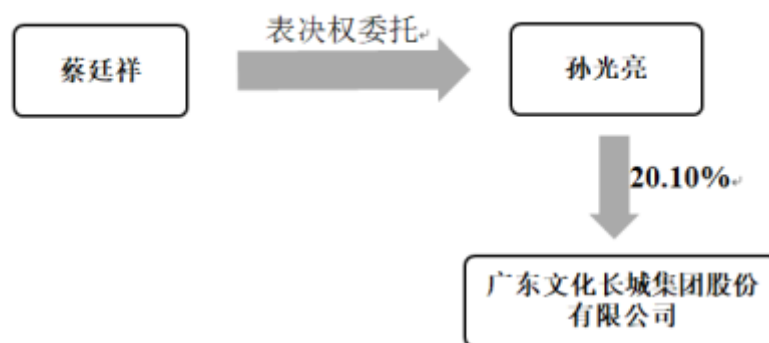 表决权委托
蔡廷祥
孙光亮
20.10%
广东文化长城集团股份
有限公司